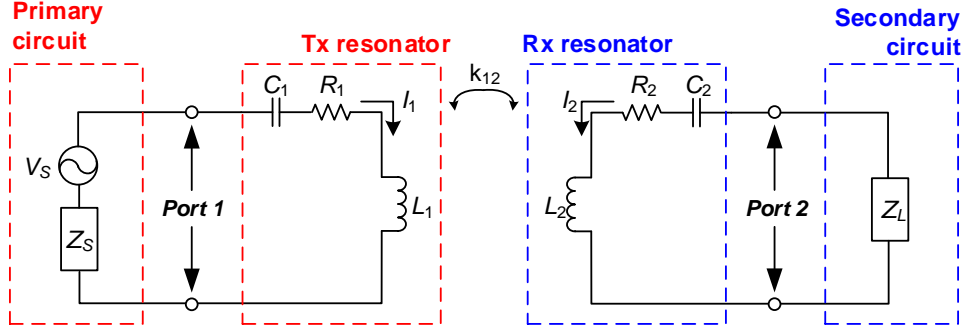 Primary
circuit
Tx resonator
Rx resonator
Secondary
circuit
k12
C1
R1
I1
I2
R2
C2
VS
Port 1
L1
L2
Port 2
ZS
ZL